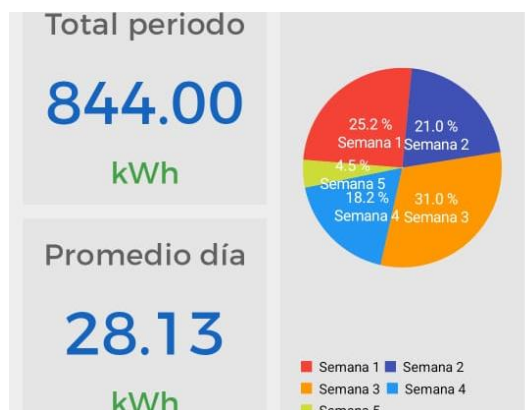 Total periodo
844.00
kWh
Promedio día
28.13
kWh
25.2 %
Semana 1
21.0 %
Semana 2
4.5 %
Semana 5
18.2 %
Semana 4
31.0 %
Semana 3
Semana 1 Semana 2
Semana 3 Semana 4
Semana 5